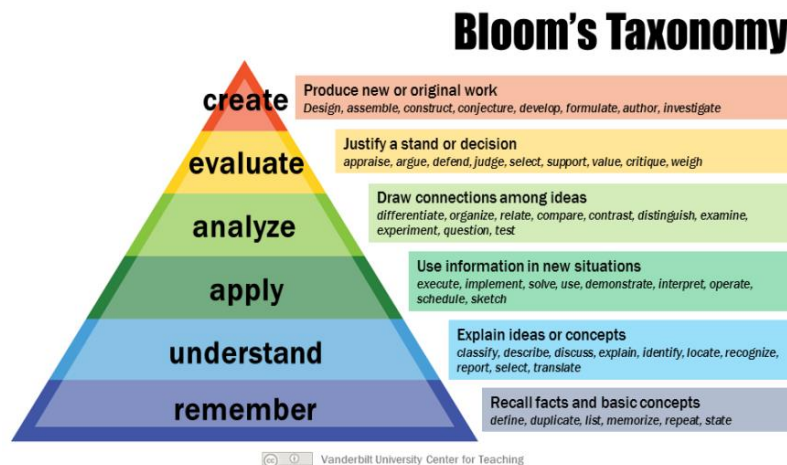 Bloom's Taxonomy
create
Produce new or original work
Design, assemble, construct, conjecture, develop, formulate, author, investigate
evaluate
Justify a stand or decision
appraise, argue, defend, judge, select, support, value, critique, weigh
analyze
Draw connections among ideas
differentiate, organize, relate, compare, contrast, distinguish, examine,
experiment, question, test
apply
Use information in new situations
execute, implement, solve, use, demonstrate, interpret, operate,
schedule, sketch
understand
Explain ideas or concepts
classify, describe, discuss, explain, identify, locate, recognize,
report, select, translate
remember
Recall facts and basic concepts
define, duplicate, list, memorize, repeat, state
cc Vanderbilt University Center for Teaching